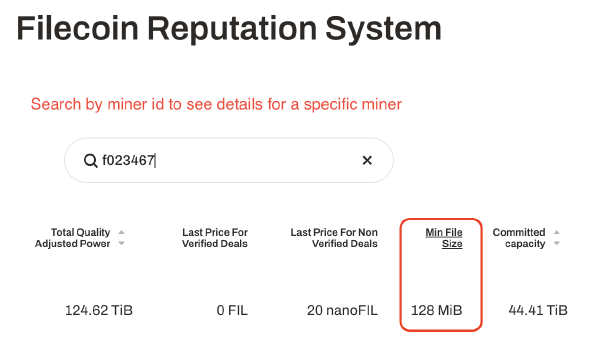 Filecoin Reputation System
Search by miner id to see details for a specific miner
f023467
Total Quality Last Price For Last Price For Non Min File Committed
Adjusted Power Verified Deals Verified Deals Size capacity
124.62 TiB 0 FIL 20 nanoFIL 128 MiB 44.41 TiB